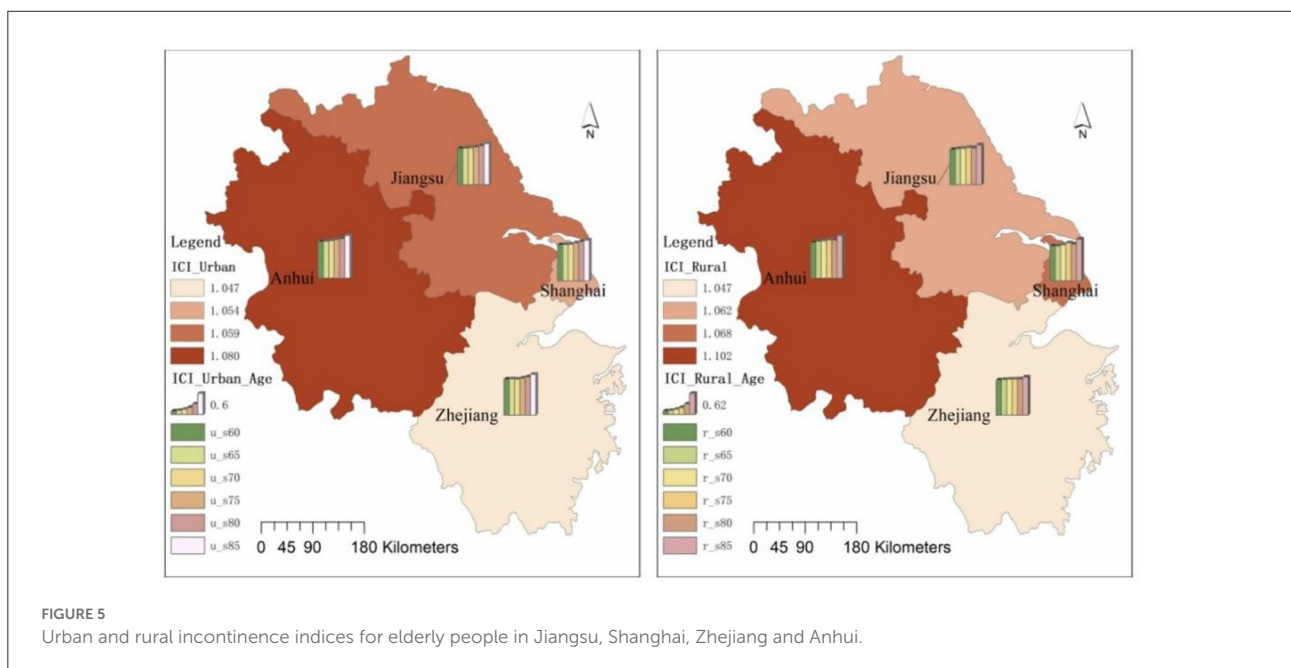 N
Jiangsu
Legend
ICI_Urban
Anhui
1.047
Shanghai
1.054
1.059
1.080
ICI_Urban_Age
0.6
Zhejiang
u_s60
u_s65
u_s70
u_s75
u_s80
u_s85
0 45 90 180 Kilometers
N
Jiangsu
Legend
ICI_Rural
Anhui
1.047
Shanghai
1.062
1.068
1.102
ICI_Rural_Age
0.62
Zhejiang
r_s60
r_s65
r_s70
r_s75
r_s80
r_s85
0 45 90 180 Kilometers
FIGURE 5
Urban and rural incontinence indices for elderly people in Jiangsu, Shanghai, Zhejiang and Anhui.